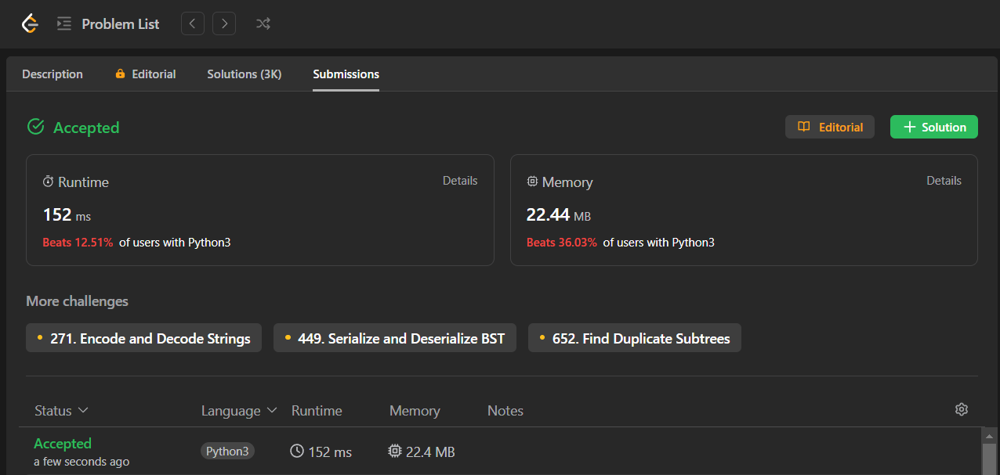 Problem List
Description Editorial Solutions (3K) Submissions
Accepted Editorial Solution
Runtime Details
152 ms
Beats 12.51% of users with Python3
Memory Details
22.44 MB
Beats 36.03% of users with Python3
More challenges
271. Encode and Decode Strings 449. Serialize and Deserialize BST 652. Find Duplicate Subtrees
Status Language Runtime Memory Notes
Accepted Python3 152 ms 22.4 MB
a few seconds ago